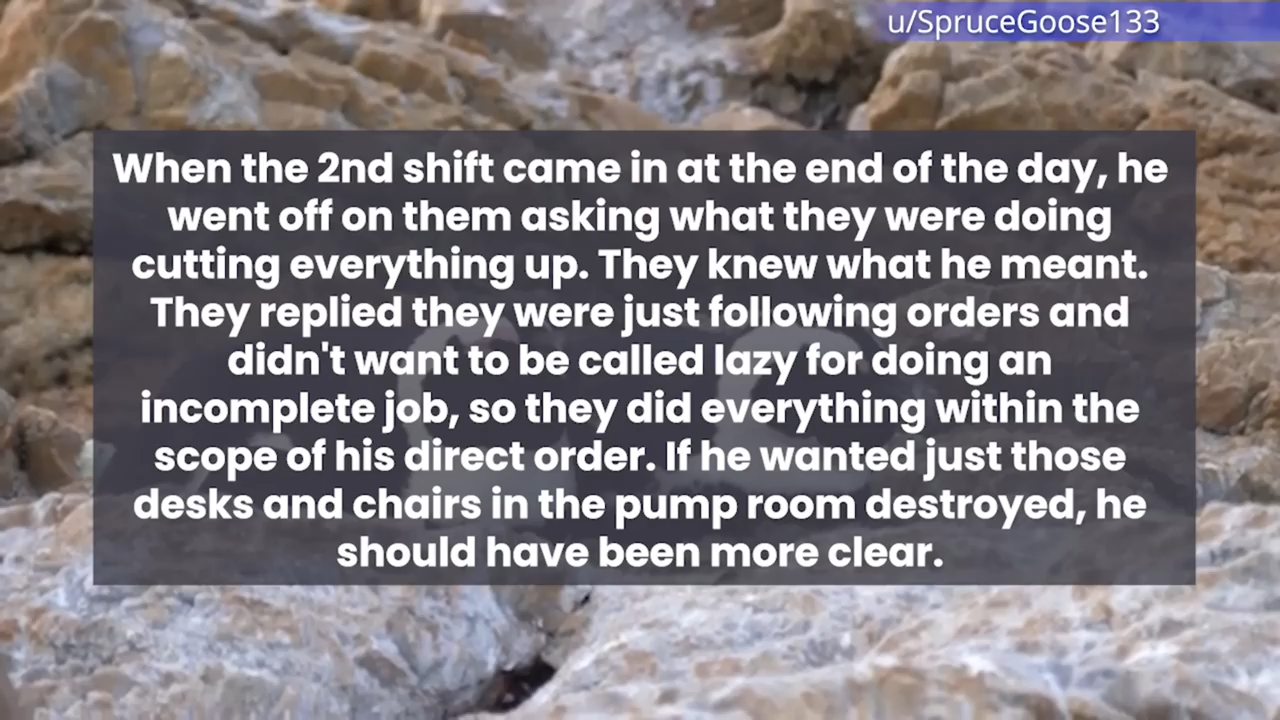 u/SpruceGoose133
When the 2nd shift came in at the end of the day, he
went off on them asking what they were doing
cutting everything up. They knew what he meant.
They replied they were just following orders and
didn't want to be called lazy for doing an
incomplete job, so they did everything within the
scope of his direct order. If he wanted just those
desks and chairs in the pump room destroyed, he
should have been more clear.